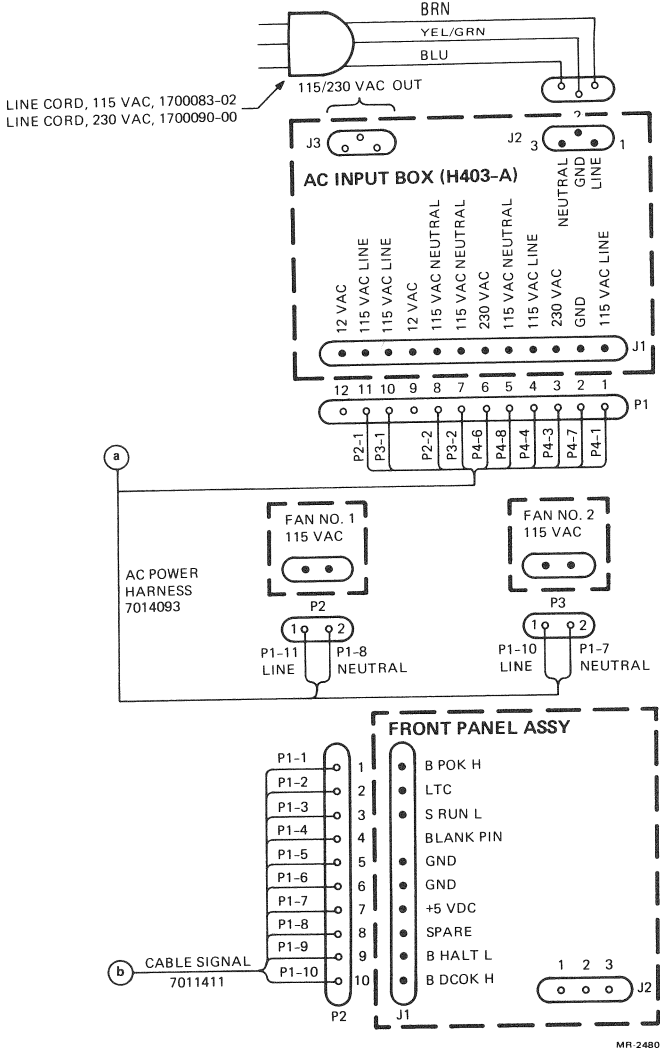 BRN
YEL/GRN
BLU
115/230 VAC OUT
LINE CORD, 115 VAC, 1700083-02
LINE CORD, 230 VAC, 1700090-00
J3
J2
3
2
1
AC INPUT BOX (H403-A)
NEUTRAL
GND
LINE
12 VAC
115 VAC LINE
115 VAC LINE
12 VAC
115 VAC NEUTRAL
115 VAC NEUTRAL
230 VAC
115 VAC NEUTRAL
115 VAC LINE
230 VAC
GND
115 VAC LINE
J1
12 11 10 9 8 7 6 5 4 3 2 1
P1
P2-1
P3-1
P2-2
P3-2
P4-6
P4-8
P4-4
P4-3
P4-7
P4-1
a
FAN NO. 1
115 VAC
FAN NO. 2
115 VAC
AC POWER
HARNESS
7014093
P2
1 2
P1-11
LINE
P1-8
NEUTRAL
P3
1 2
P1-10
LINE
P1-7
NEUTRAL
FRONT PANEL ASSY
P1-1 1 B POK H
P1-2 2 LTC
P1-3 3 S RUN L
P1-4 4 BLANK PIN
P1-5 5 GND
P1-6 6 GND
P1-7 7 +5 VDC
P1-8 8 SPARE
P1-9 9 B HALT L
P1-10 10 B DCOK H
b
CABLE SIGNAL
7011411
1 2 3
J2
P2
J1
MR-2480